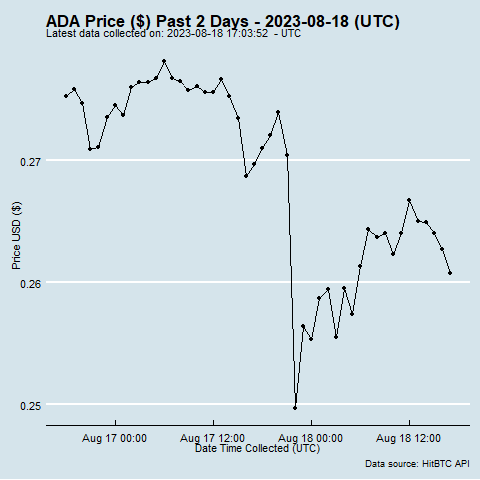 ADA Price ($) Past 2 Days - 2023-08-18 (UTC)
Latest data collected on: 2023-08-18 17:03:52 - UTC
0.27
0.26
0.25
Price USD ($)
Aug 17 00:00 Aug 17 12:00 Aug 18 00:00 Aug 18 12:00
Date Time Collected (UTC)
Data source: HitBTC API